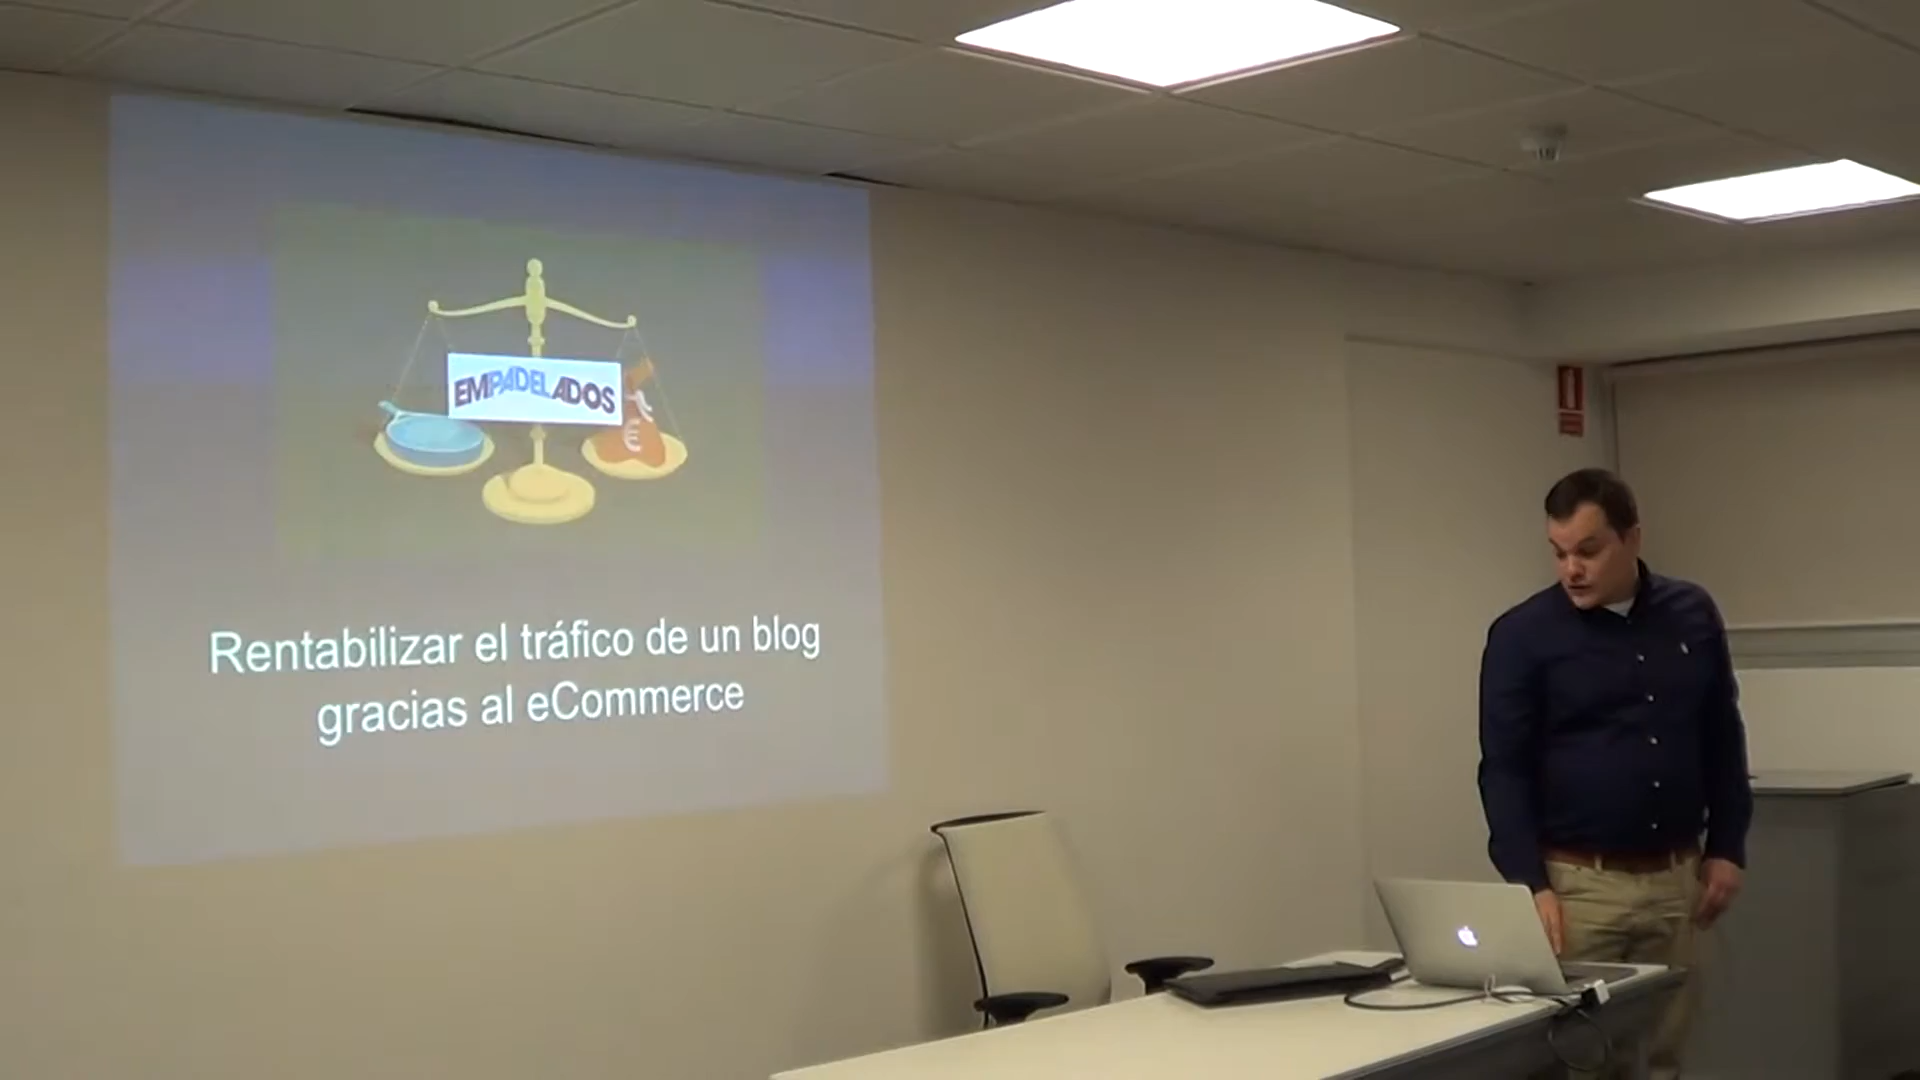 EMPADELADOS
€
Rentabilizar el tráfico de un blog
gracias al eCommerce